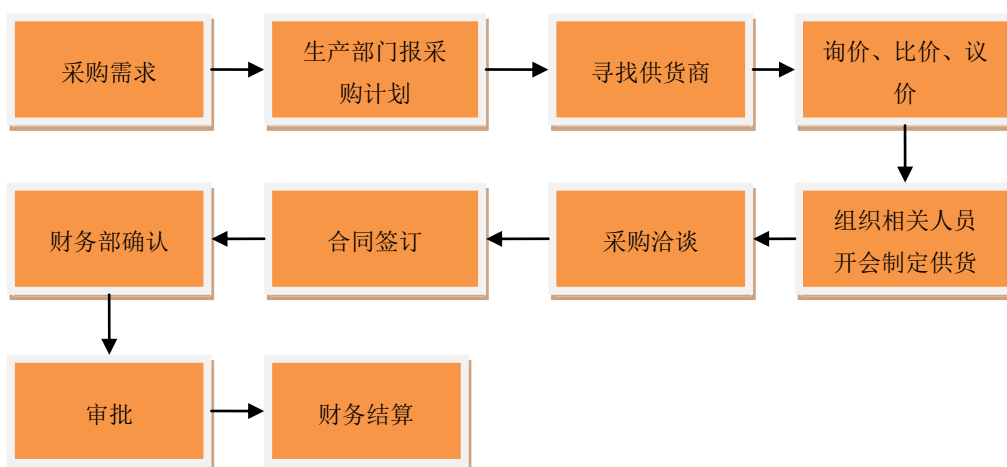 采购需求
生产部门报采
购计划
寻找供货商
询价、比价、议
价
组织相关人员
开会制定供货
采购洽谈
合同签订
财务部确认
审批
财务结算